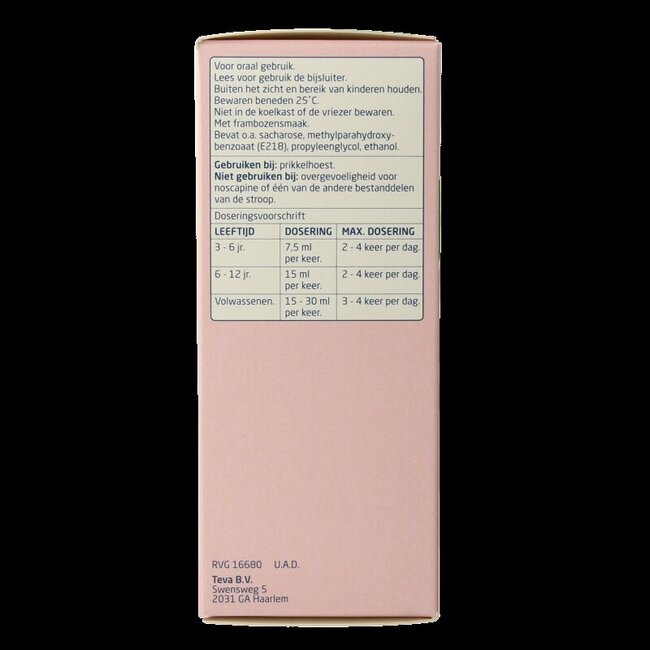 Voor oraal gebruik.
Lees voor gebruik de bijsluiter.
Buiten het zicht en bereik van kinderen houden.
Bewaren beneden 25˚C.
Niet in de koelkast of de vriezer bewaren.
Met frambozensmaak.
Bevat o.a. sacharose, methylparahydroxy-
benzoaat (E218), propyleenglycol, ethanol.
Gebruiken bij: prikkelhoest.
Niet gebruiken bij: overgevoeligheid voor
noscapine of één van de andere bestanddelen
van de stroop.
Doseringsvoorschrift
LEEFTIJD DOSERING MAX. DOSERING
3 - 6 jr. 7,5 ml per keer. 2 - 4 keer per dag.
6 - 12 jr. 15 ml per keer. 2 - 4 keer per dag.
Volwassenen. 15 - 30 ml per keer. 3 - 4 keer per dag.
RVG 16680 U.A.D.
Teva B.V.
Swensweg 5
2031 GA Haarlem